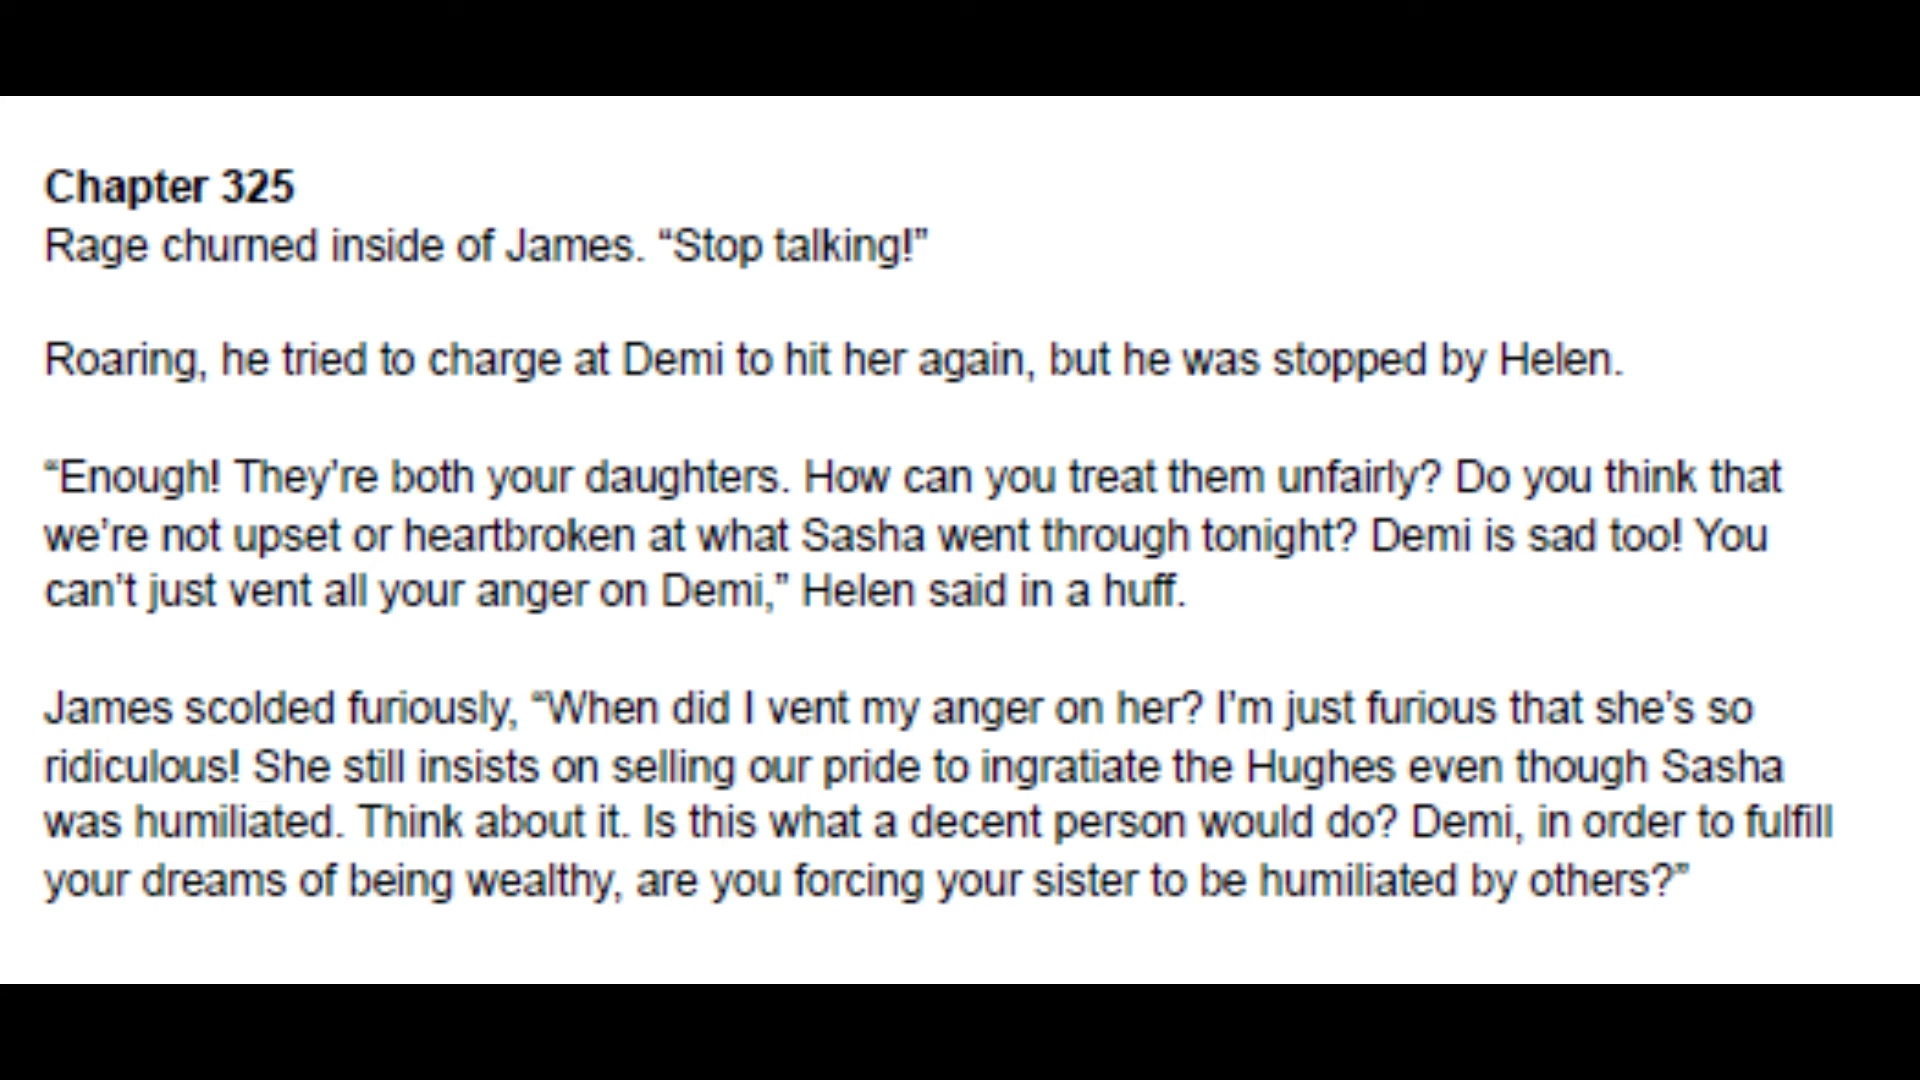 Chapter 325
Rage churned inside of James. “Stop talking!”
Roaring, he tried to charge at Demi to hit her again, but he was stopped by Helen.
“Enough! They’re both your daughters. How can you treat them unfairly? Do you think that
we’re not upset or heartbroken at what Sasha went through tonight? Demi is sad too! You
can’t just vent all your anger on Demi,” Helen said in a huff.
James scolded furiously, “When did I vent my anger on her? I’m just furious that she’s so
ridiculous! She still insists on selling our pride to ingratiate the Hughes even though Sasha
was humiliated. Think about it. Is this what a decent person would do? Demi, in order to fulfill
your dreams of being wealthy, are you forcing your sister to be humiliated by others?”